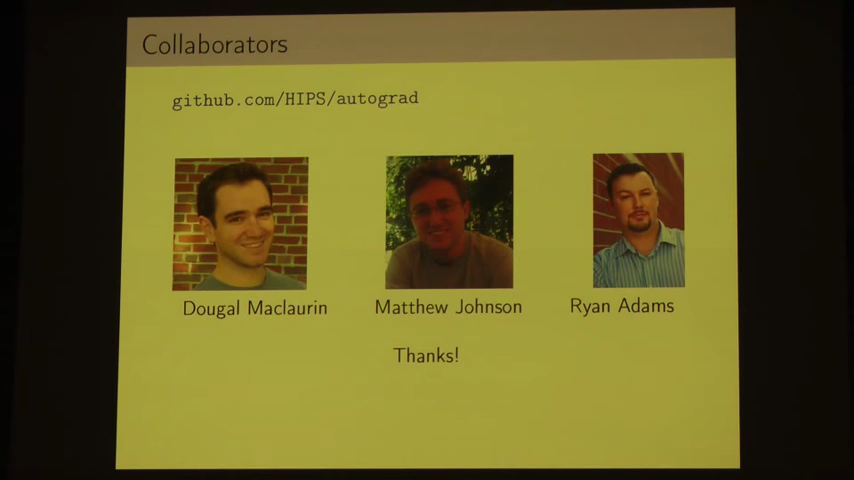 Collaborators
github.com/HIPS/autograd
Dougal Maclaurin
Matthew Johnson
Ryan Adams
Thanks!